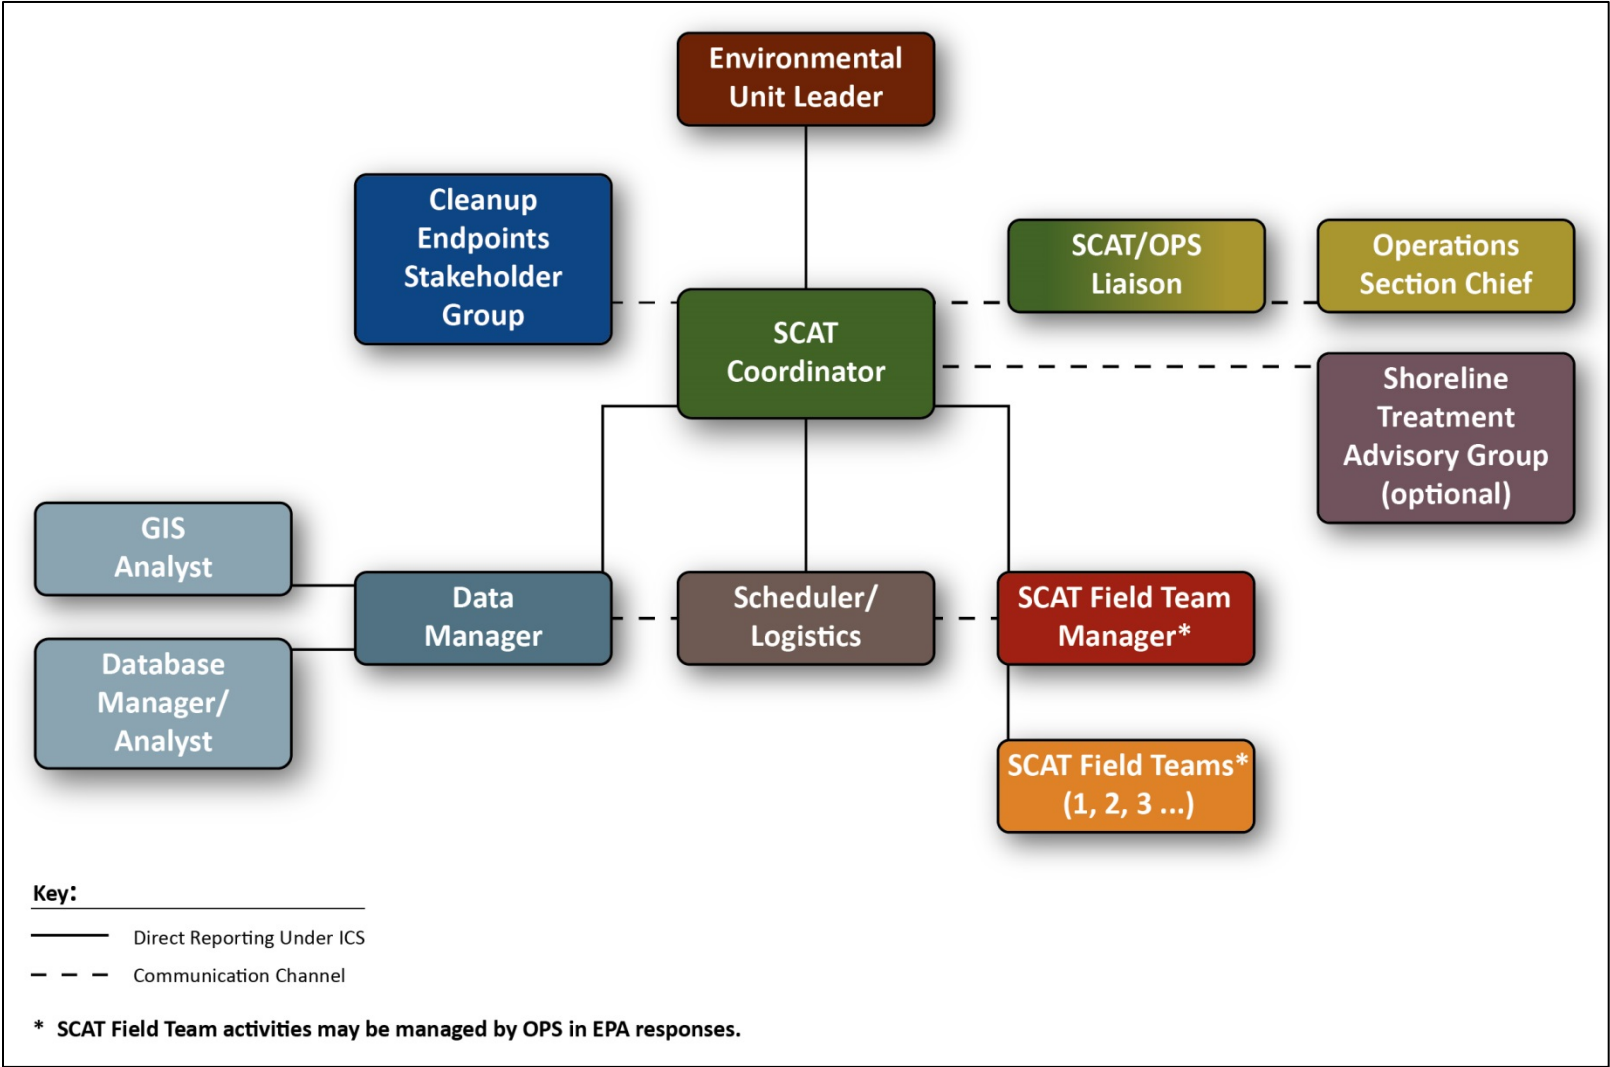 Environmental
Unit Leader
Cleanup
Endpoints
Stakeholder
Group
SCAT/OPS
Liaison
Operations
Section Chief
SCAT
Coordinator
Shoreline
Treatment
Advisory Group
(optional)
GIS
Analyst
Data
Manager
Scheduler/
Logistics
SCAT Field Team
Manager*
Database
Manager/
Analyst
SCAT Field Teams*
(1, 2, 3 ...)
Key:
Direct Reporting Under ICS
Communication Channel
* SCAT Field Team activities may be managed by OPS in EPA responses.